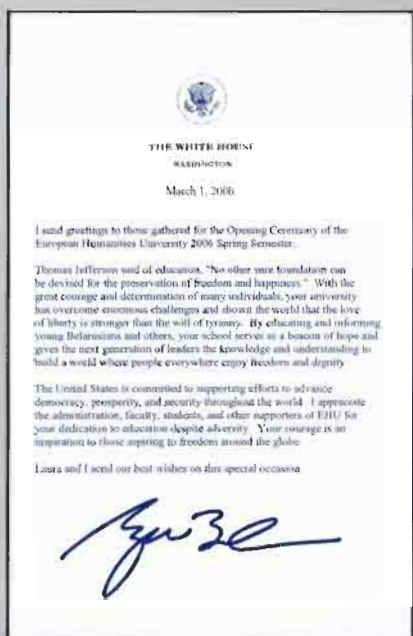 THE WHITE HOUSE
WASHINGTON
March 1, 2006
I send greetings to those gathered for the Opening Ceremony of the
European Humanities University 2006 Spring Semester.
Thomas Jefferson said of education, "No other sure foundation can
be devised for the preservation of freedom and happiness." With the
great courage and determination of many individuals, your university
has overcome enormous challenges and shown the world that the love
of liberty is stronger than the will of tyranny. By educating and informing
young Belarusians and others, your school serves as a beacon of hope and
gives the next generation of leaders the knowledge and understanding to
build a world where people everywhere enjoy freedom and dignity.
The United States is committed to supporting efforts to advance
democracy, prosperity, and security throughout the world. I appreciate
the administration, faculty, students, and other supporters of EHU for
your dedication to education despite adversity. Your courage is an
inspiration to those aspiring to freedom around the globe.
Laura and I send our best wishes on this special occasion.